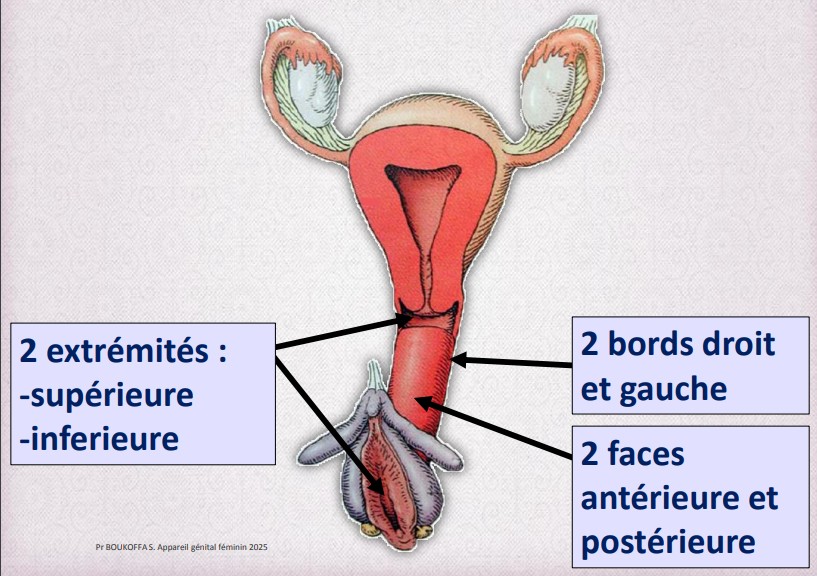 2 extrémités :
-supérieure
-inferieure
2 bords droit
et gauche
2 faces
antérieure et
postérieure
Pr BOUKOFFA S. Appareil génital féminin 2025